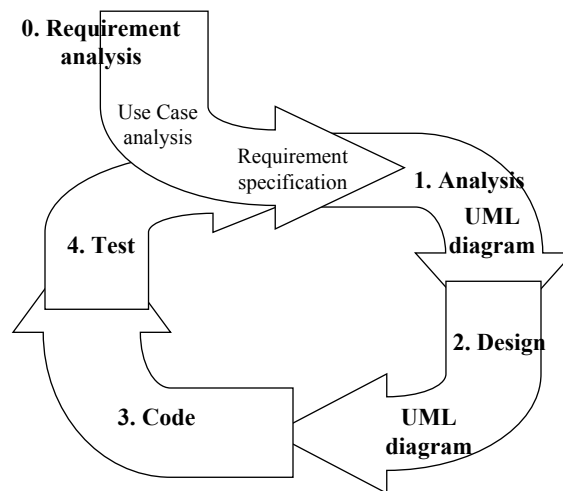 0. Requirement
analysis
Use Case
analysis
Requirement
specification
1. Analysis
UML
diagram
4. Test
2. Design
3. Code
UML
diagram